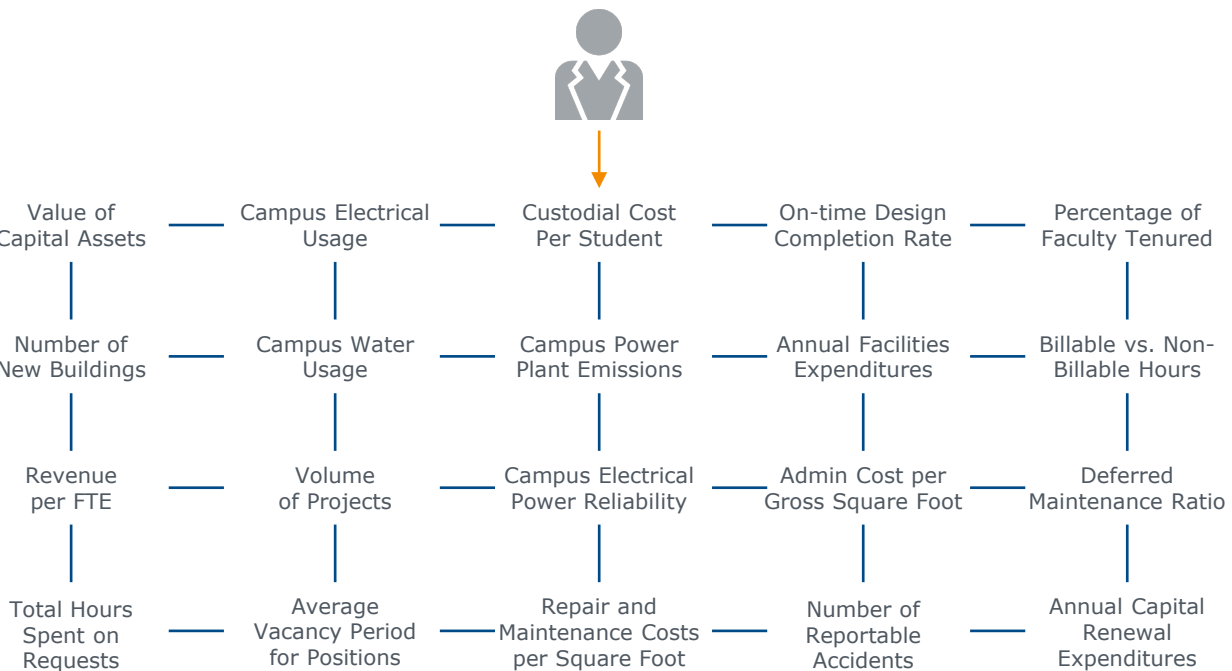 Value of
Capital Assets
Campus Electrical
Usage
Custodial Cost
Per Student
On-time Design
Completion Rate
Percentage of
Faculty Tenured
Number of
New Buildings
Campus Water
Usage
Campus Power
Plant Emissions
Annual Facilities
Expenditures
Billable vs. Non-
Billable Hours
Revenue
per FTE
Volume
of Projects
Campus Electrical
Power Reliability
Admin Cost per
Gross Square Foot
Deferred
Maintenance Ratio
Total Hours
Spent on
Requests
Average
Vacancy Period
for Positions
Repair and
Maintenance Costs
per Square Foot
Number of
Reportable
Accidents
Annual Capital
Renewal
Expenditures